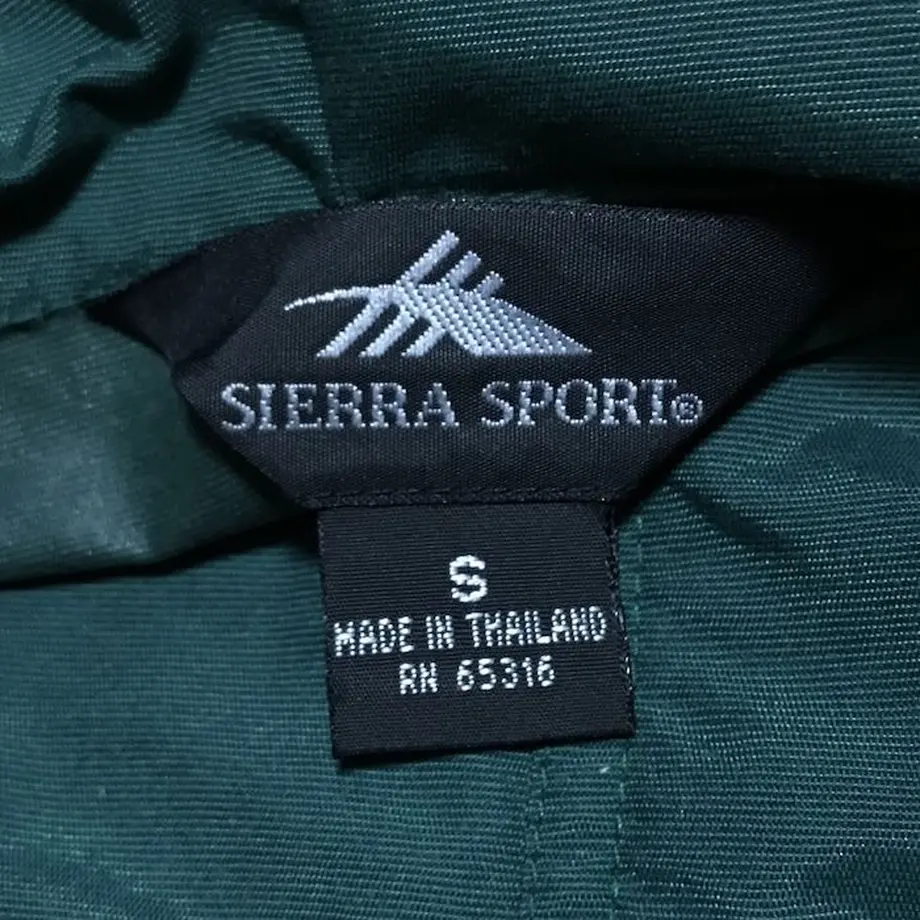 SIERRA SPORT®
S
MADE IN THAILAND
RN 65316